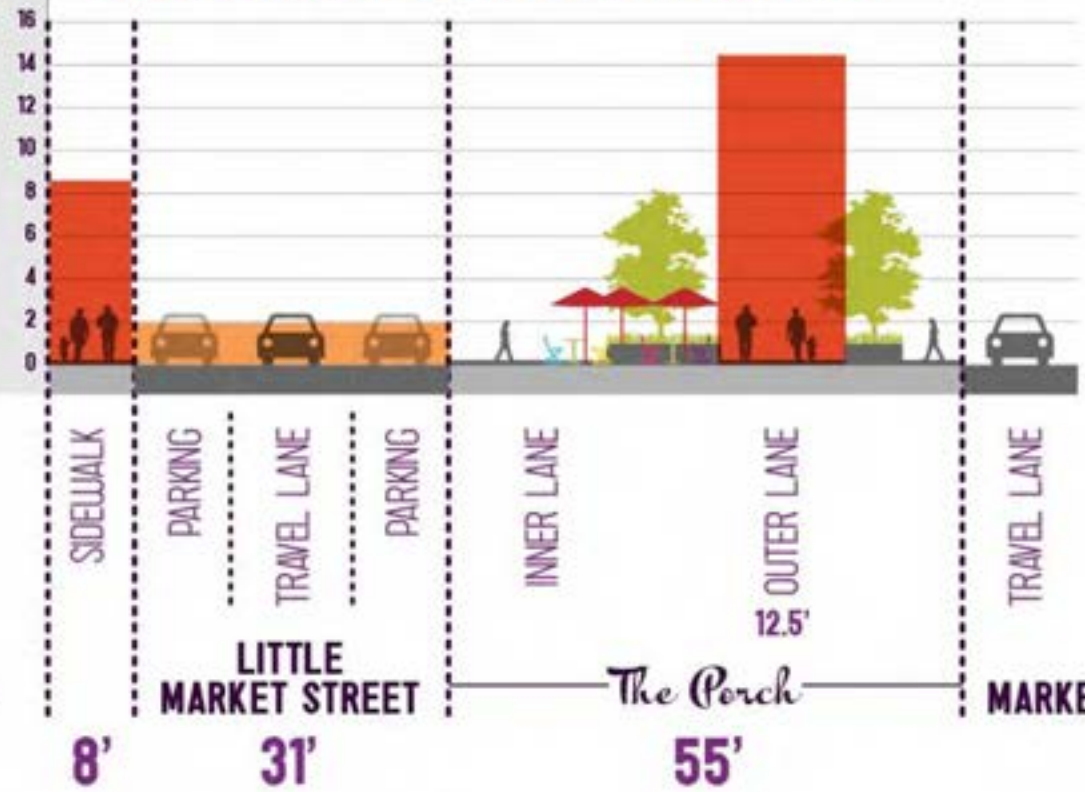 16
14
12
10
8
6
4
2
0
SIDEWALK
PARKING
TRAVEL LANE
PARKING
INNER LANE
OUTER LANE
12.5'
TRAVEL LANE
LITTLE
MARKET STREET
The Porch
MARKE
8'
31'
55'